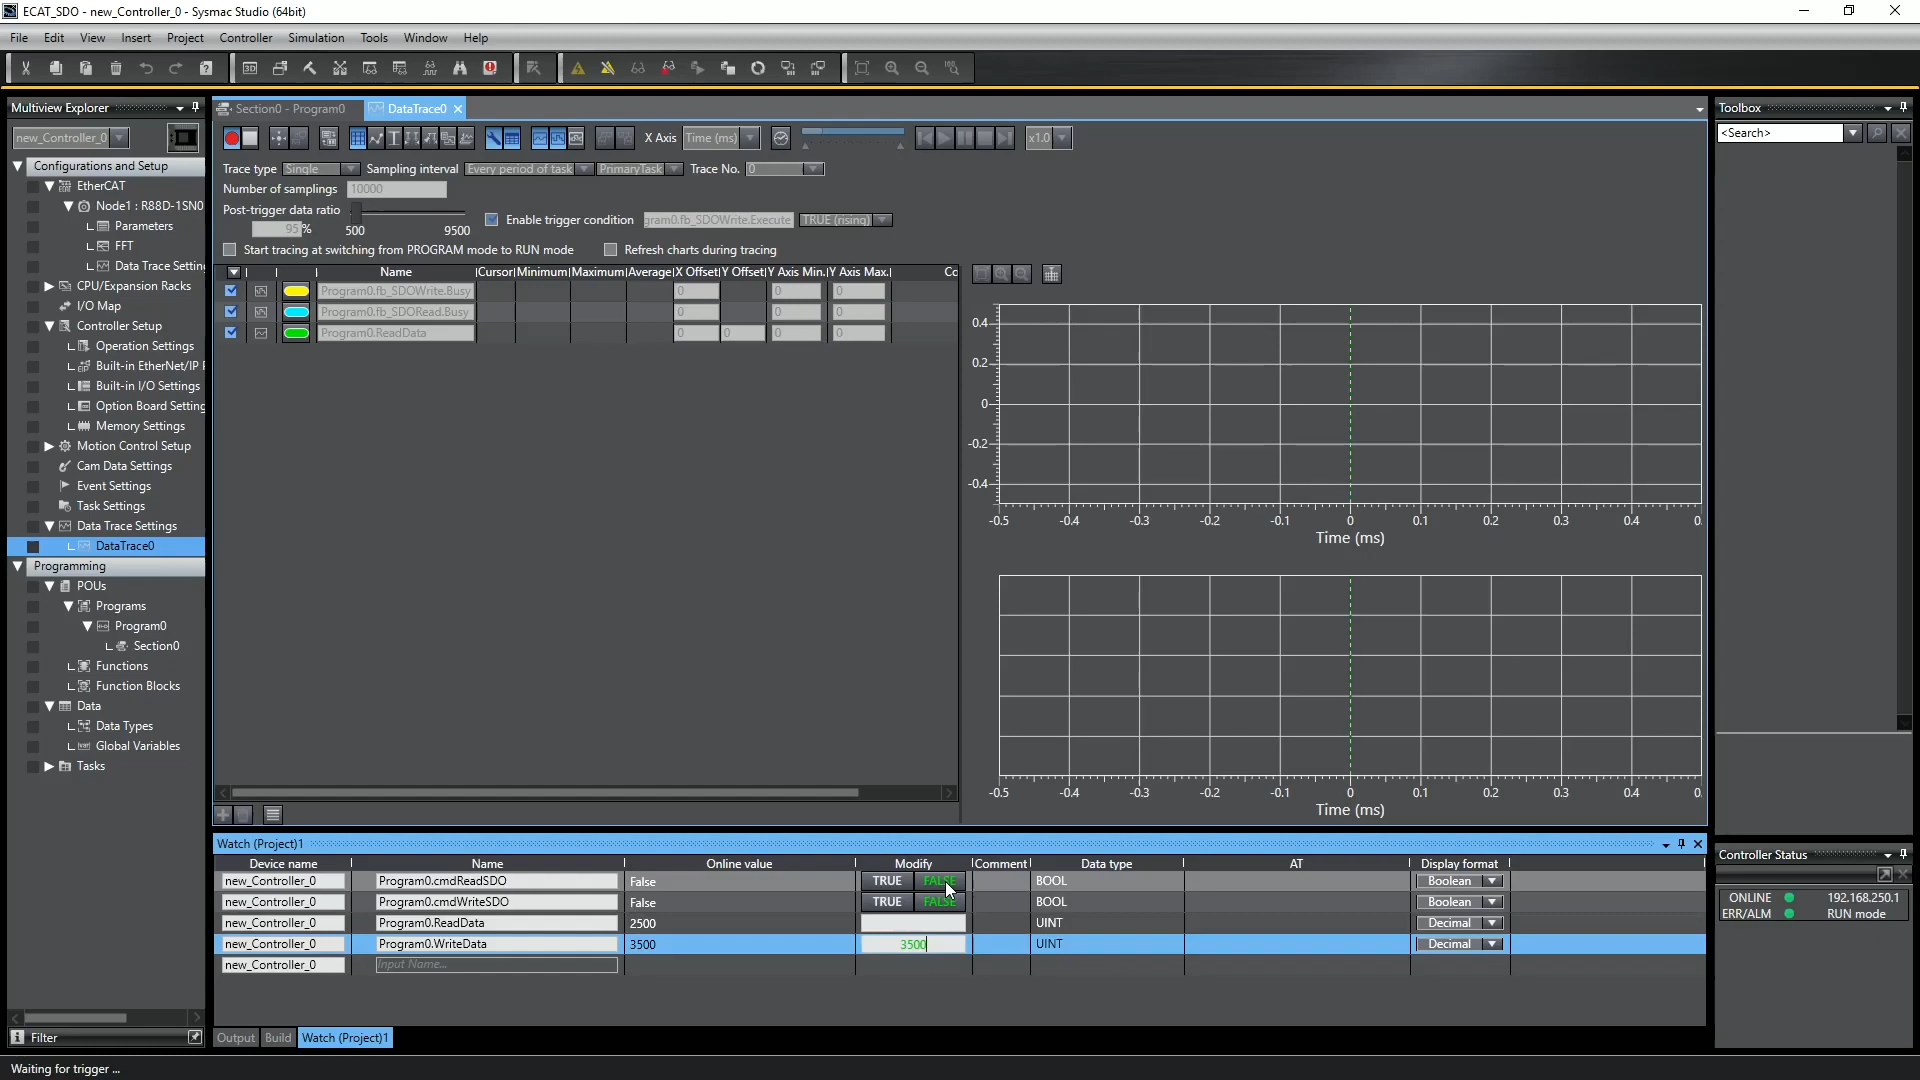 ECAT_SDO - new_Controller_0 - Sysmac Studio (64bit)
File Edit View Insert Project Controller Simulation Tools Window Help
Multiview Explorer
new_Controller_0
Configurations and Setup
EtherCAT
Node1 : R88D-1SN0
Parameters
FFT
Data Trace Settin
CPU/Expansion Racks
I/O Map
Controller Setup
Operation Settings
Built-in EtherNet/IP
Built-in I/O Settings
Option Board Setting
Memory Settings
Motion Control Setup
Cam Data Settings
Event Settings
Task Settings
Data Trace Settings
DataTrace0
Programming
POUs
Programs
Program0
Section0
Functions
Function Blocks
Data
Data Types
Global Variables
Tasks
Filter
Section0 - Program0 DataTrace0
X Axis Time (ms) x1.0
Trace type Single Sampling interval Every period of task PrimaryTask Trace No. 0
Number of samplings 10000
Post-trigger data ratio
95 % 500 9500
Enable trigger condition gram0.fb_SDOWrite.Execute TRUE (rising)
Start tracing at switching from PROGRAM mode to RUN mode Refresh charts during tracing
Name Cursor Minimum Maximum Average X Offset Y Offset Y Axis Min. Y Axis Max. Co
Program0.fb_SDOWrite.Busy 0 0 0
Program0.fb_SDORead.Busy 0 0 0
Program0.ReadData 0 0 0 0
0.4
0.2
0
-0.2
-0.4
-0.5 -0.4 -0.3 -0.2 -0.1 0 0.1 0.2 0.3 0.4 0.
Time (ms)
-0.5 -0.4 -0.3 -0.2 -0.1 0 0.1 0.2 0.3 0.4 0.
Time (ms)
Watch (Project)1
Device name Name Online value Modify Comment Data type AT Display format
new_Controller_0 Program0.cmdReadSDO False TRUE FALSE BOOL Boolean
new_Controller_0 Program0.cmdWriteSDO False TRUE FALSE BOOL Boolean
new_Controller_0 Program0.ReadData 2500 UINT Decimal
new_Controller_0 Program0.WriteData 3500 3500 UINT Decimal
new_Controller_0 Input Name...
Output Build Watch (Project)1
Toolbox
<Search>
Controller Status
ONLINE 192.168.250.1
ERR/ALM RUN mode
Waiting for trigger ...